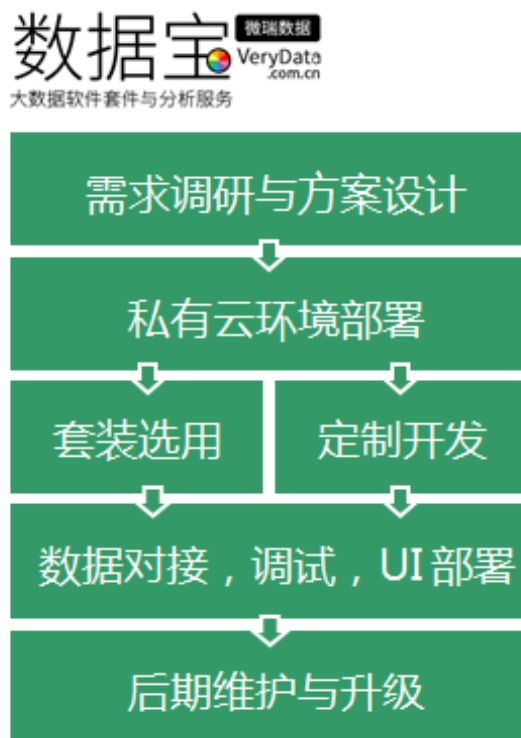 数据宝
微瑞数据
VeryData
.com.cn
大数据软件套件与分析服务
需求调研与方案设计
私有云环境部署
套装选用
定制开发
数据对接，调试，UI部署
后期维护与升级